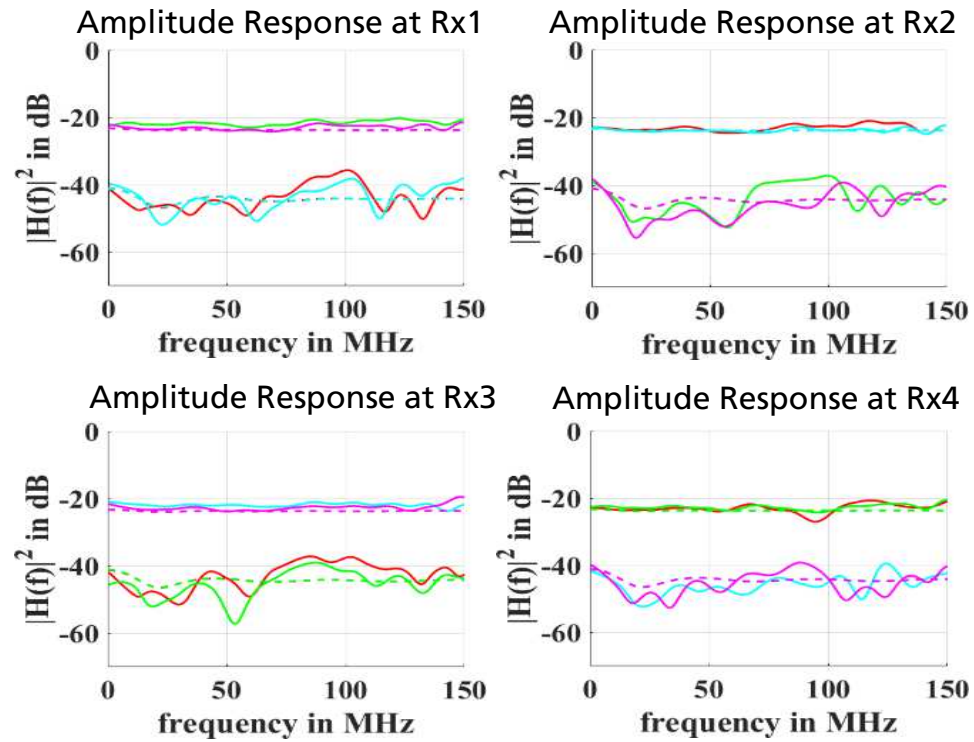 Amplitude Response at Rx1
0
-20
-40
-60
|H(f)|² in dB
0 50 100 150
frequency in MHz
Amplitude Response at Rx2
0
-20
-40
-60
|H(f)|² in dB
0 50 100 150
frequency in MHz
Amplitude Response at Rx3
0
-20
-40
-60
|H(f)|² in dB
0 50 100 150
frequency in MHz
Amplitude Response at Rx4
0
-20
-40
-60
|H(f)|² in dB
0 50 100 150
frequency in MHz